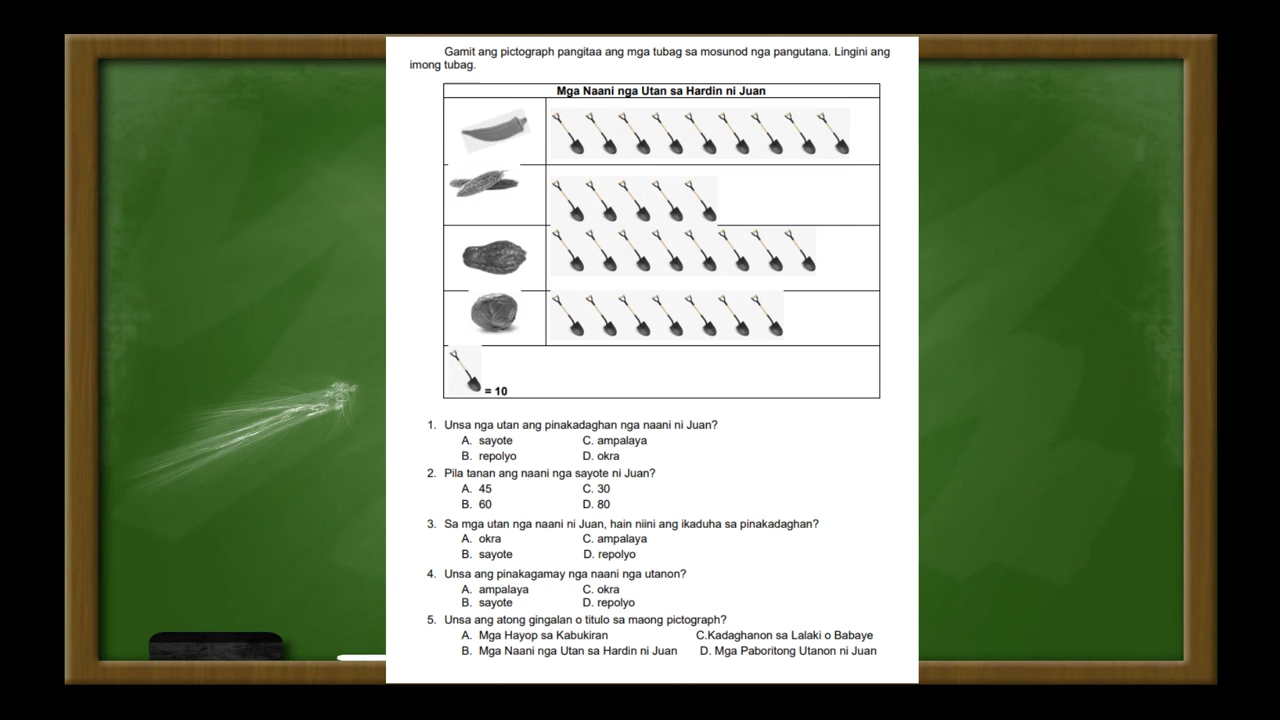 Gamit ang pictograph pangitaa ang mga tubag sa mosunod nga pangutana. Lingini ang
imong tubag.
Mga Naani nga Utan sa Hardin ni Juan
= 10
1. Unsa nga utan ang pinakadaghan nga naani ni Juan?
A. sayote C. ampalaya
B. repolyo D. okra
2. Pila tanan ang naani nga sayote ni Juan?
A. 45 C. 30
B. 60 D. 80
3. Sa mga utan nga naani ni Juan, hain niini ang ikaduha sa pinakadaghan?
A. okra C. ampalaya
B. sayote D. repolyo
4. Unsa ang pinakagamay nga naani nga utanon?
A. ampalaya C. okra
B. sayote D. repolyo
5. Unsa ang atong gingalan o titulo sa maong pictograph?
A. Mga Hayop sa Kabukiran C.Kadaghanon sa Lalaki o Babaye
B. Mga Naani nga Utan sa Hardin ni Juan D. Mga Paboritong Utanon ni Juan